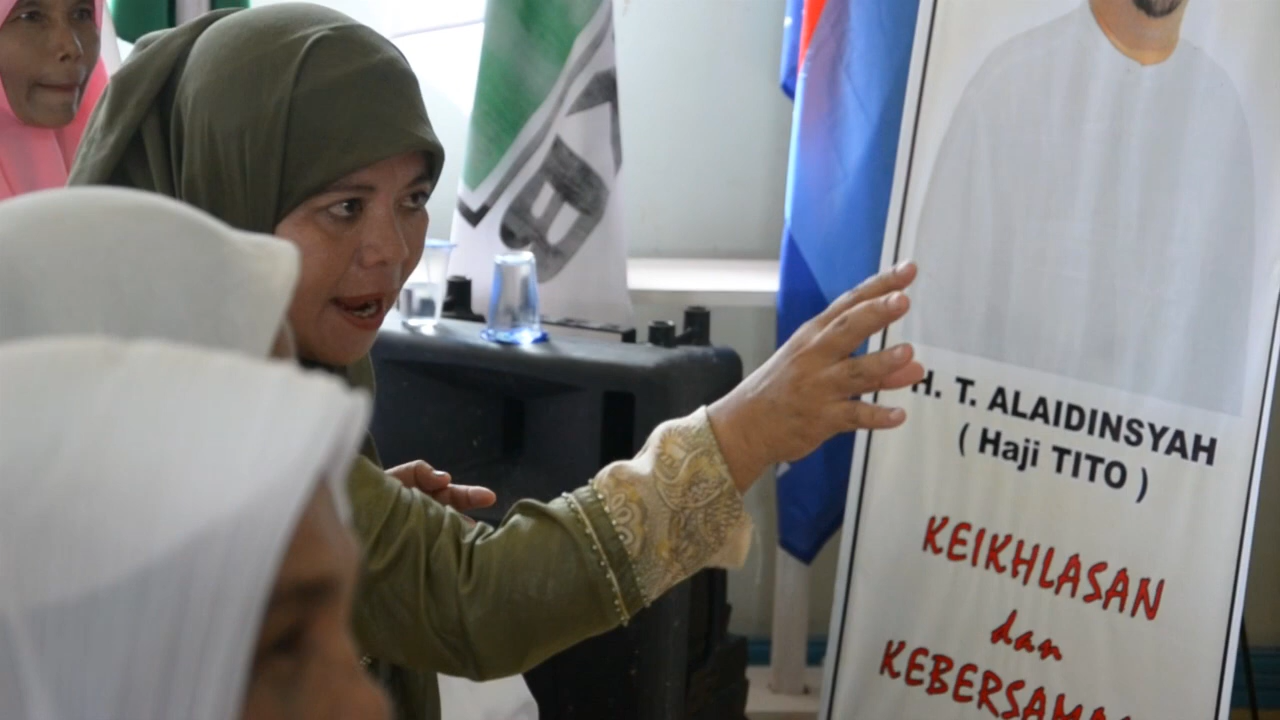 H. T. ALAIDINSYAH
( Haji TITO )
KEIKHLASAN
dan